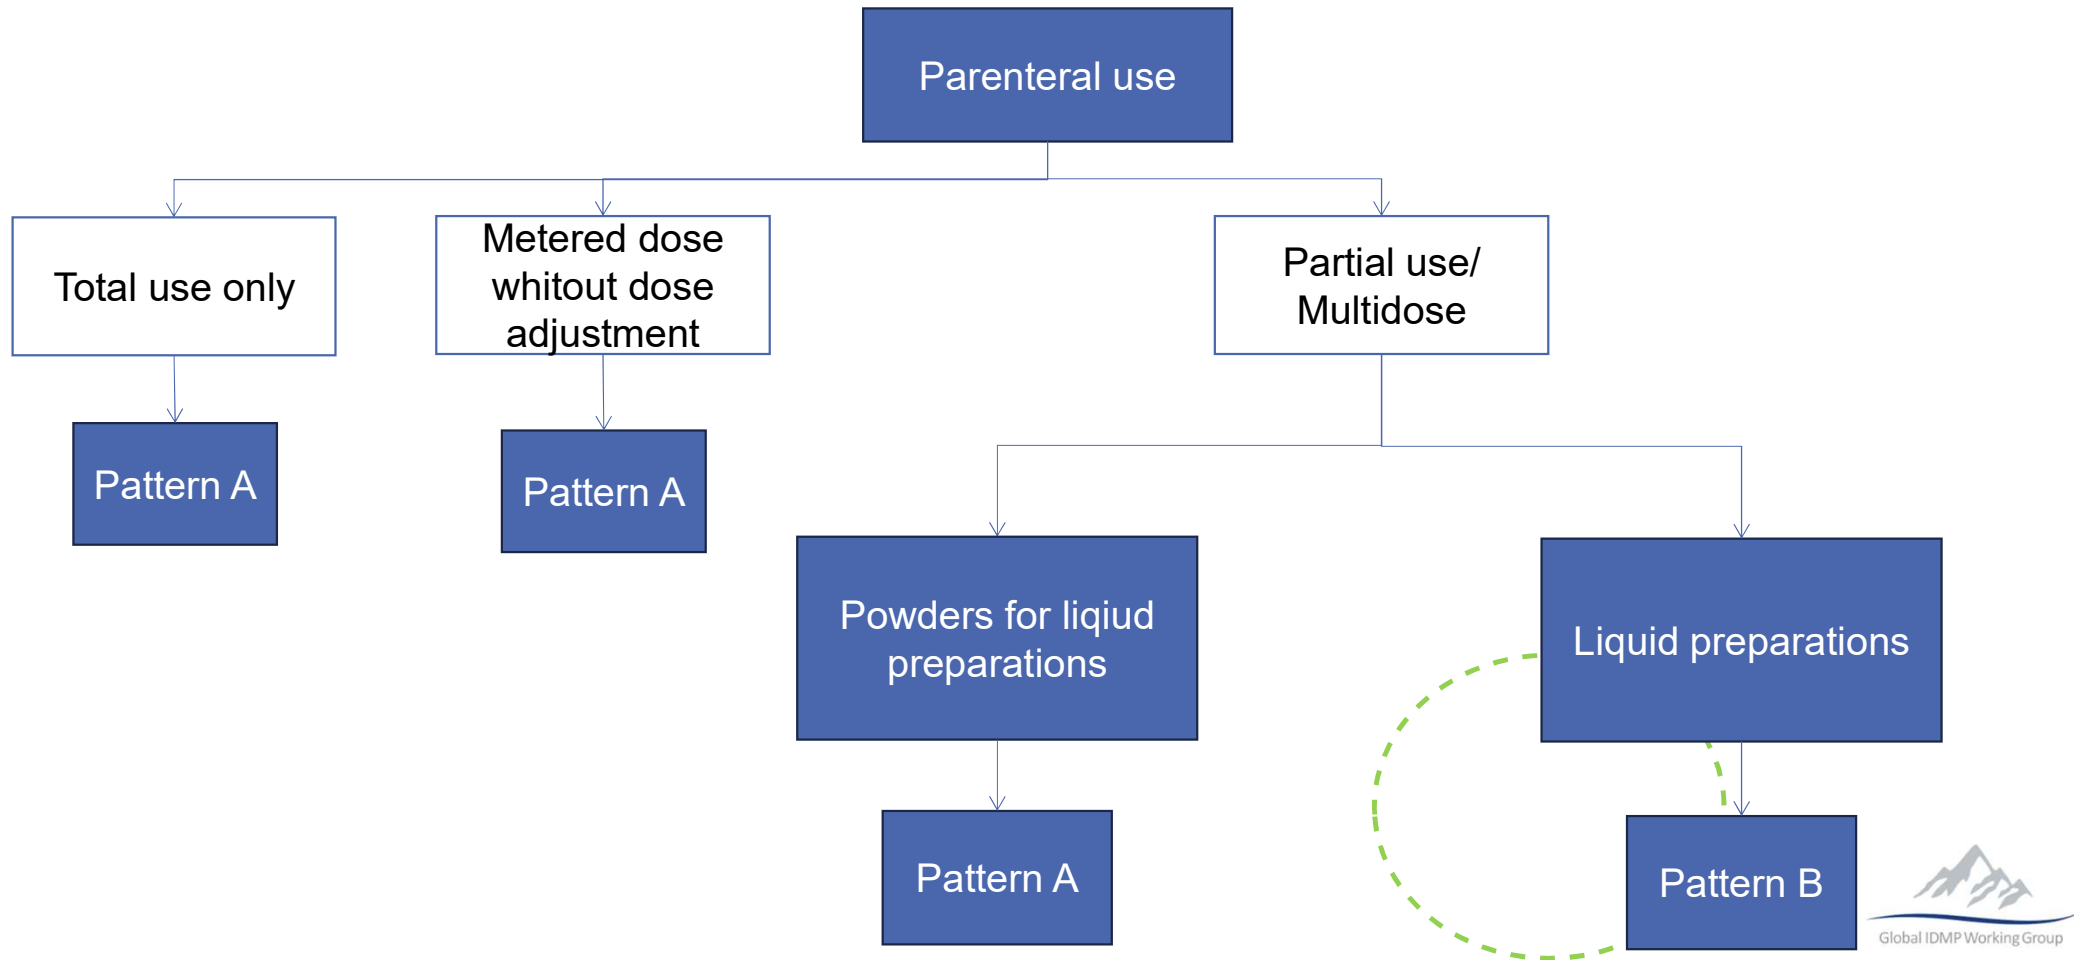 Parenteral use
Total use only
Metered dose
whitout dose
adjustment
Partial use/
Multidose
Pattern A
Pattern A
Powders for liqiud
preparations
Liquid preparations
Pattern A
Pattern B
Global IDMP Working Group